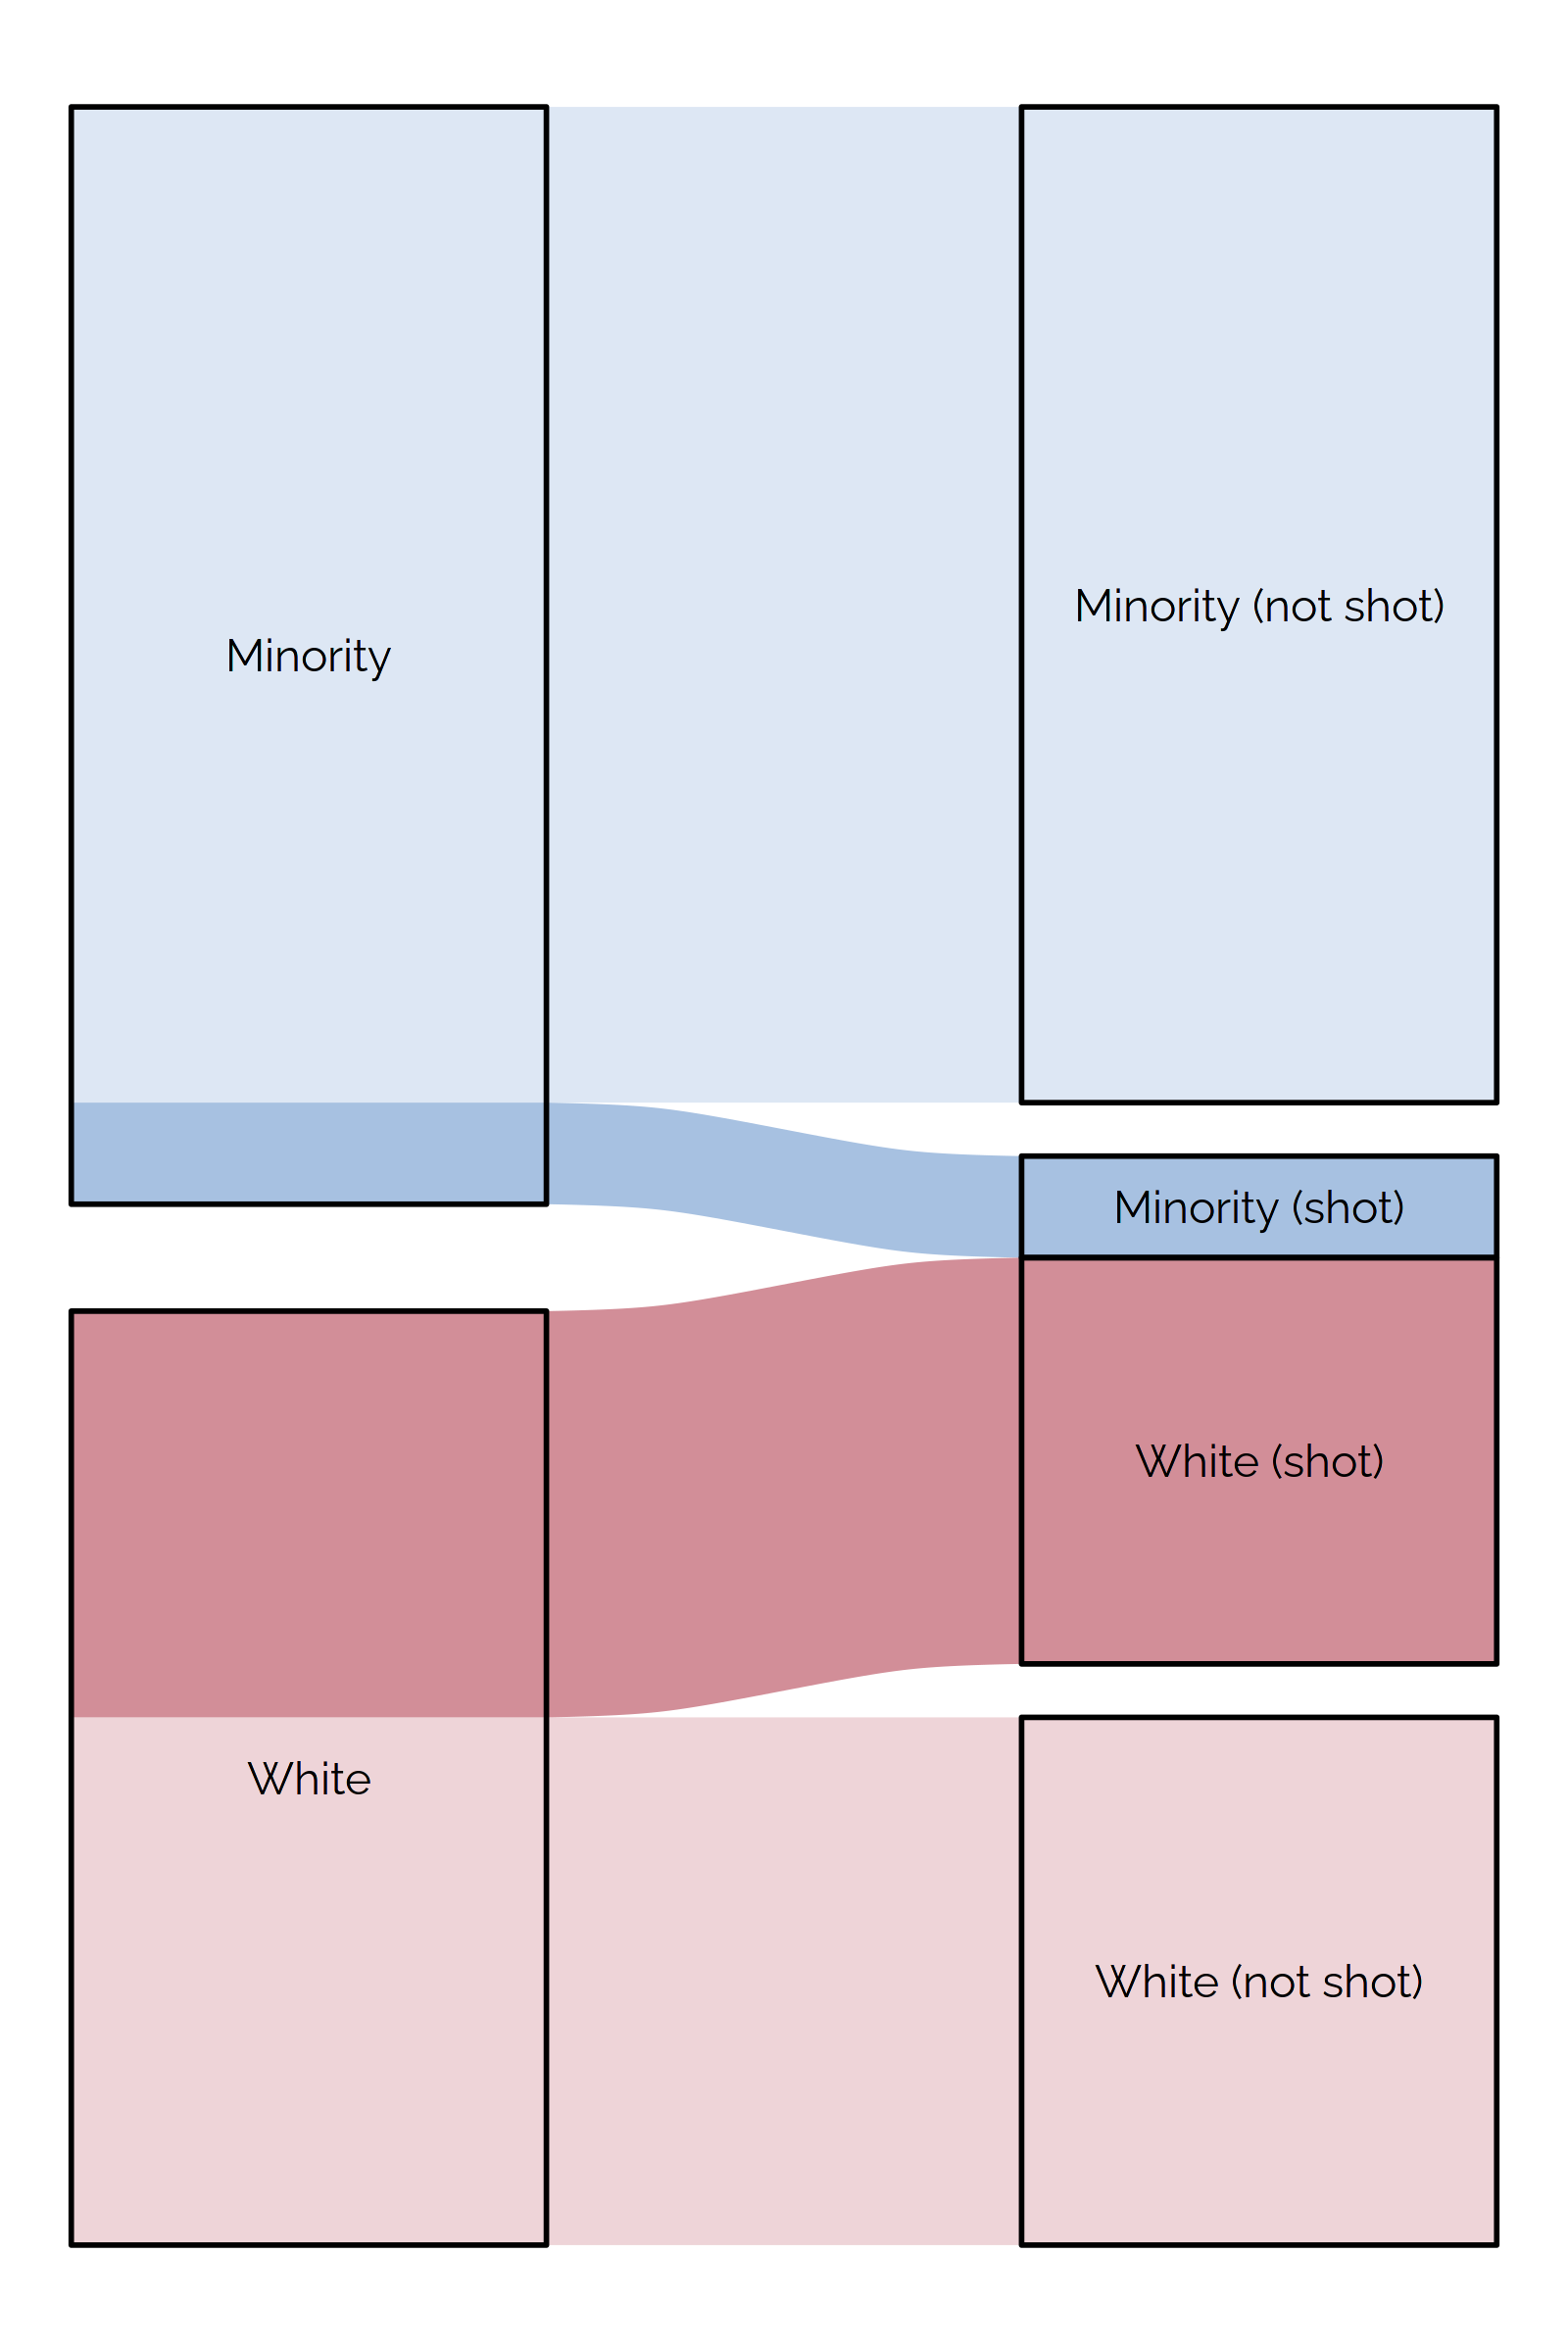 Minority
Minority (not shot)
Minority (shot)
White (shot)
White
White (not shot)